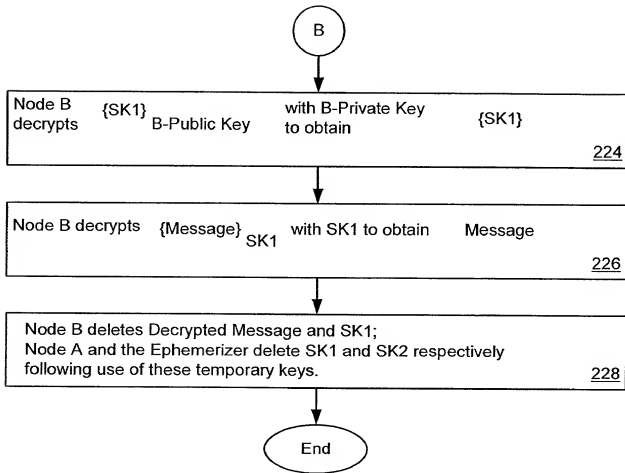 B
Node B decrypts {SK1} B-Public Key with B-Private Key to obtain {SK1}
224
Node B decrypts {Message} SK1 with SK1 to obtain Message
226
Node B deletes Decrypted Message and SK1;
Node A and the Ephemerizer delete SK1 and SK2 respectively
following use of these temporary keys.
228
End